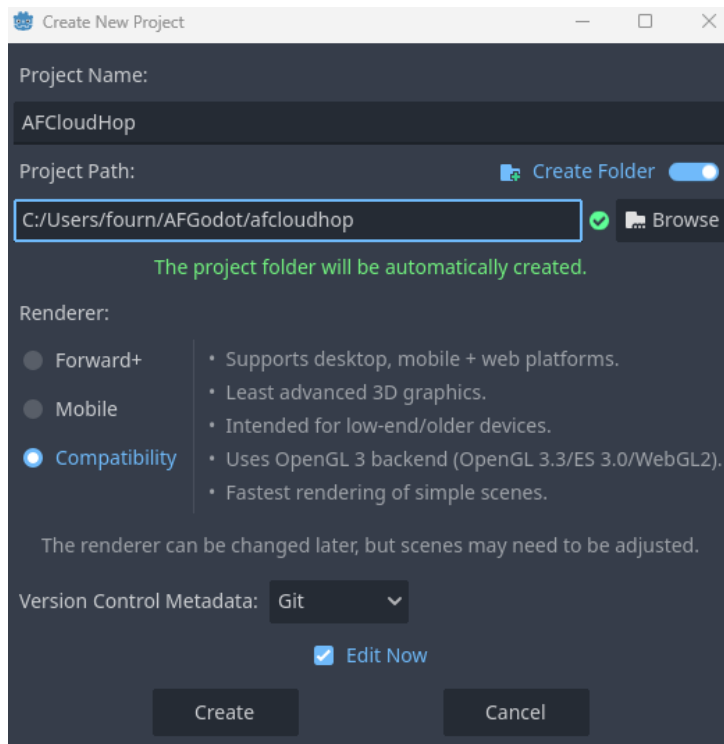 Create New Project
Project Name:
AFCloudHop
Project Path:
Create Folder
C:/Users/fourn/AFGodot/afcloudhop
Browse
The project folder will be automatically created.
Renderer:
Forward+
Mobile
Compatibility
• Supports desktop, mobile + web platforms.
• Least advanced 3D graphics.
• Intended for low-end/older devices.
• Uses OpenGL 3 backend (OpenGL 3.3/ES 3.0/WebGL2).
• Fastest rendering of simple scenes.
The renderer can be changed later, but scenes may need to be adjusted.
Version Control Metadata: Git
Edit Now
Create
Cancel